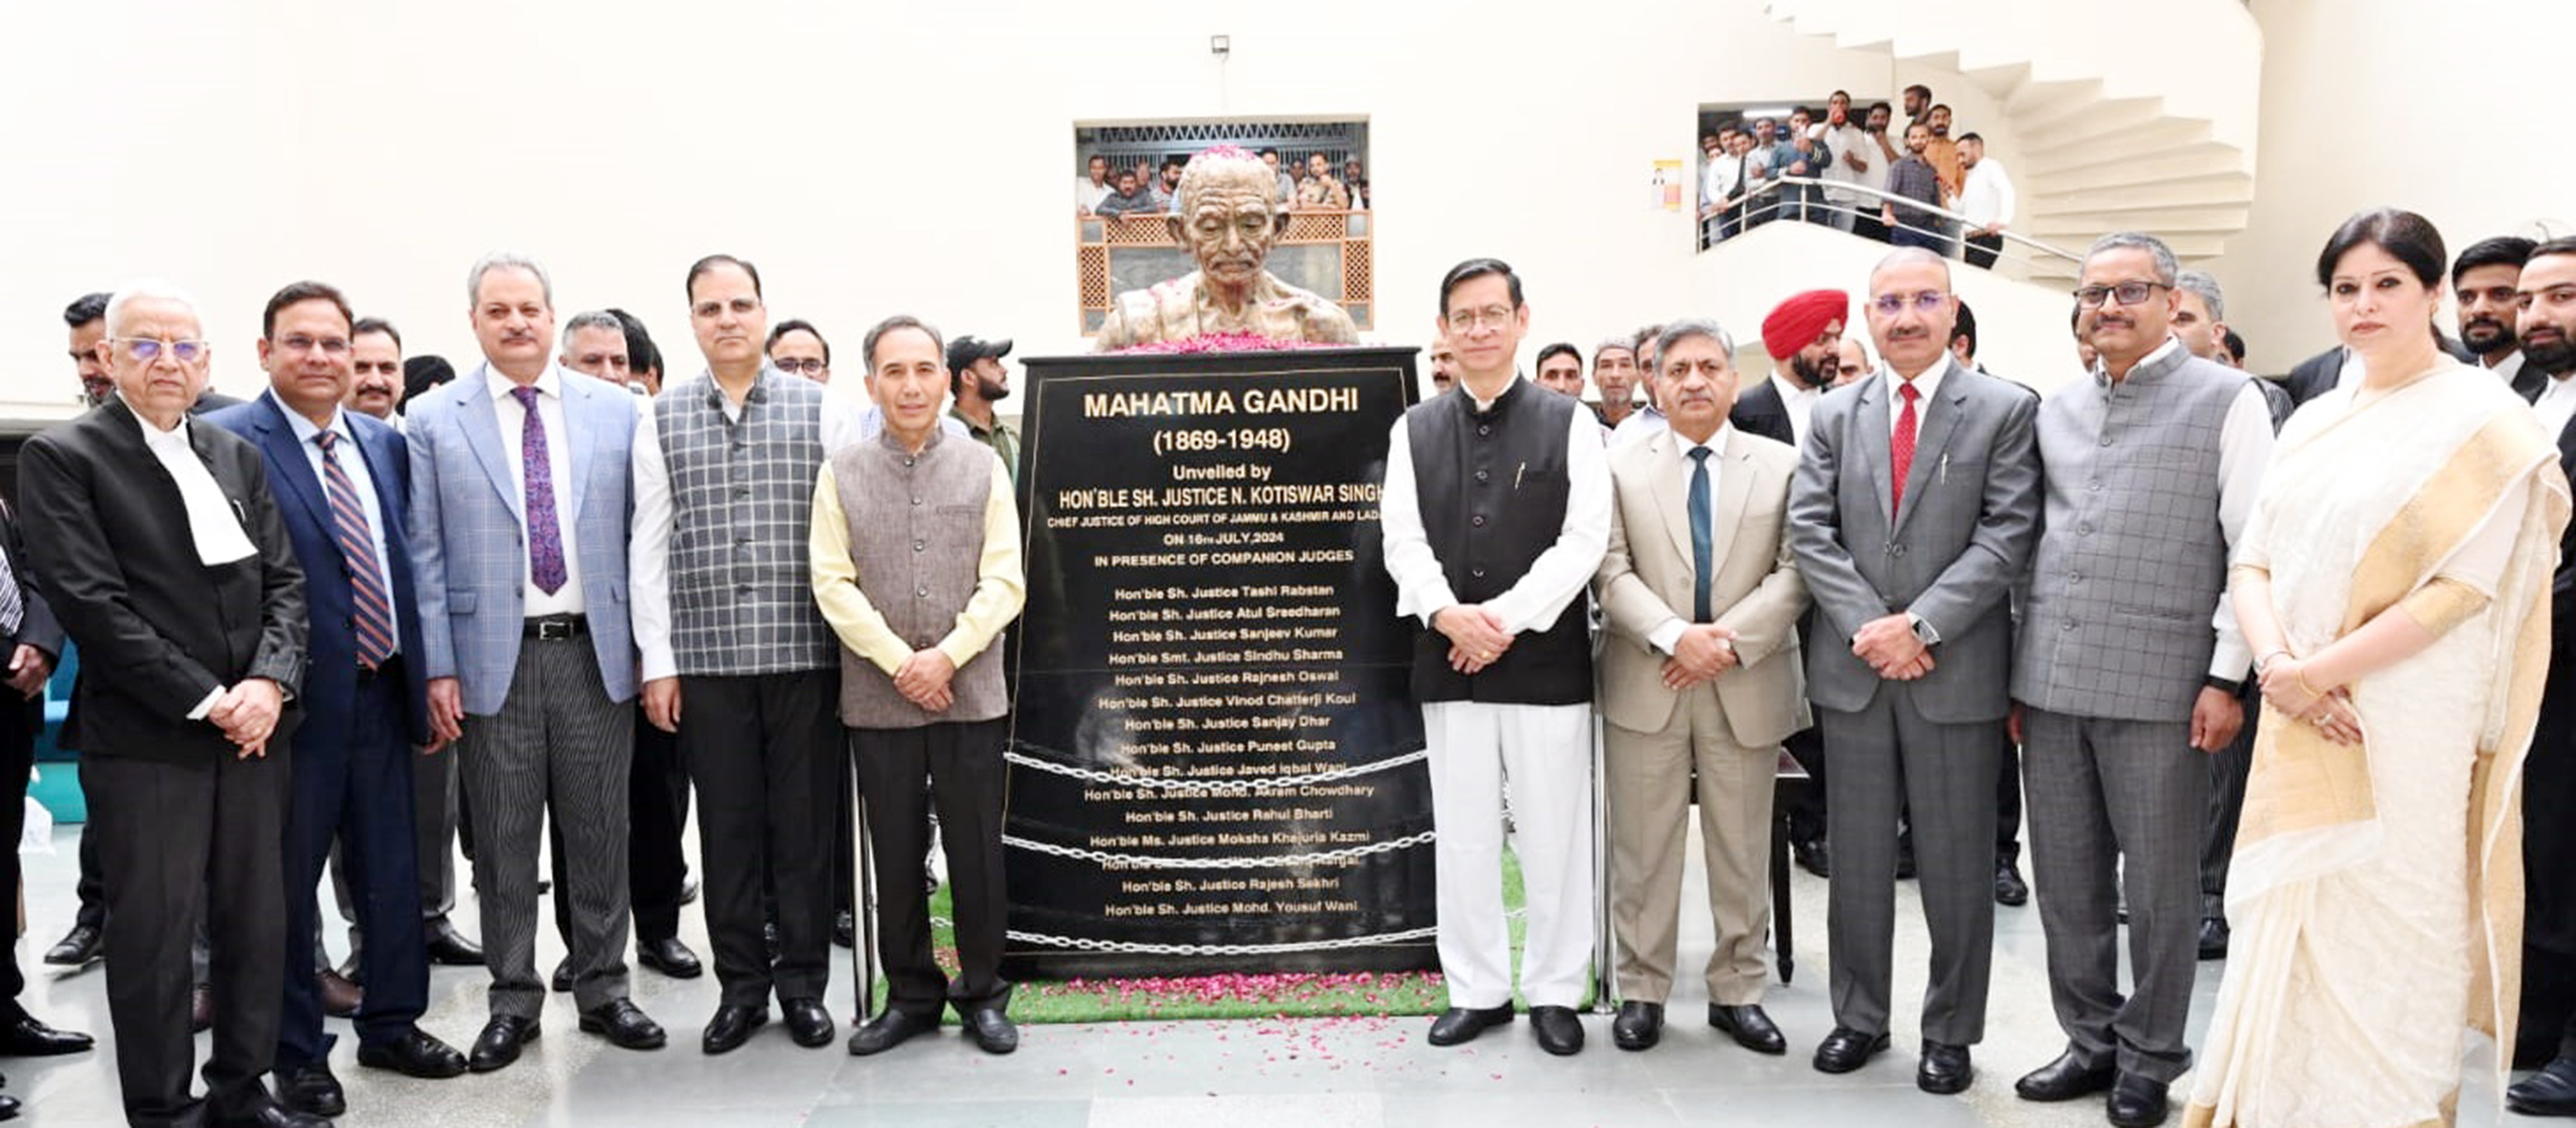 MAHATMA GANDHI
(1869-1948)
Unveiled by
HON'BLE SH. JUSTICE N. KOTISWAR SINGH
CHIEF JUSTICE OF HIGH COURT OF JAMMU & KASHMIR AND
ON 16TH JULY, 2024
IN PRESENCE OF COMPANION JUDGES
Hon'ble Sh. Justice Tashi Rabstan
Hon'ble Sh. Justice Atul Sreedharan
Hon'ble Sh. Justice Sanjeev Kumar
Hon'ble Smt. Justice Sindhu Sharma
Hon'ble Sh. Justice Rajnesh Oswal
Hon'ble Sh. Justice Vinod Chatterji Koul
Hon'ble Sh. Justice Sanjay Dhar
Hon'ble Sh. Justice Puneet Gupta
Hon'ble Sh. Justice Javed Iqbal Wani
Hon'ble Sh. Justice Mohd. Akram Chowdhary
Hon'ble Sh. Justice Rahul Bharti
Hon'ble Ms. Justice Moksha Khajuria Kazmi
Hon'ble
Hon'ble Sh. Justice Rajesh Sekhri
Hon'ble Sh. Justice Mohd. Yousuf Wani